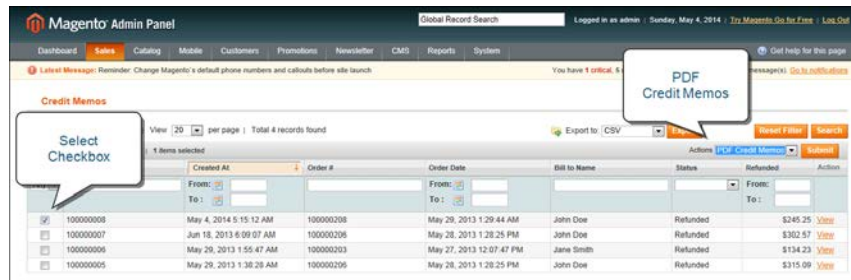 Magento Admin Panel
Global Record Search
Logged in as admin | Sunday, May 4, 2014 | Try Magento Go for Free | Log Out
Dashboard Sales Catalog Mobile Customers Promotions Newsletter CMS Reports System Get help for this page
Latest Message: Reminder: Change Magento's default phone numbers and callouts before site launch You have 1 critical, 5 message(s). Go to notifications
PDF
Credit Memos
Credit Memos
View 20 per page | Total 4 records found Export to: CSV Reset Filter Search
Select
Checkbox
1 items selected Actions PDF Credit Memos Submit
Created At Order # Order Date Bill to Name Status Refunded Action
From: From: From:
To : To : To :
100000008 May 4, 2014 5:15:12 AM 100000208 May 29, 2013 1:29:44 AM John Doe Refunded $245.25 View
100000007 Jun 18, 2013 6:09:07 AM 100000206 May 28, 2013 1:28:25 PM John Doe Refunded $302.57 View
100000006 May 29, 2013 1:55:47 AM 100000203 May 27, 2013 12:07:47 PM Jane Smith Refunded $134.23 View
100000005 May 29, 2013 1:38:28 AM 100000206 May 28, 2013 1:28:25 PM John Doe Refunded $315.09 View